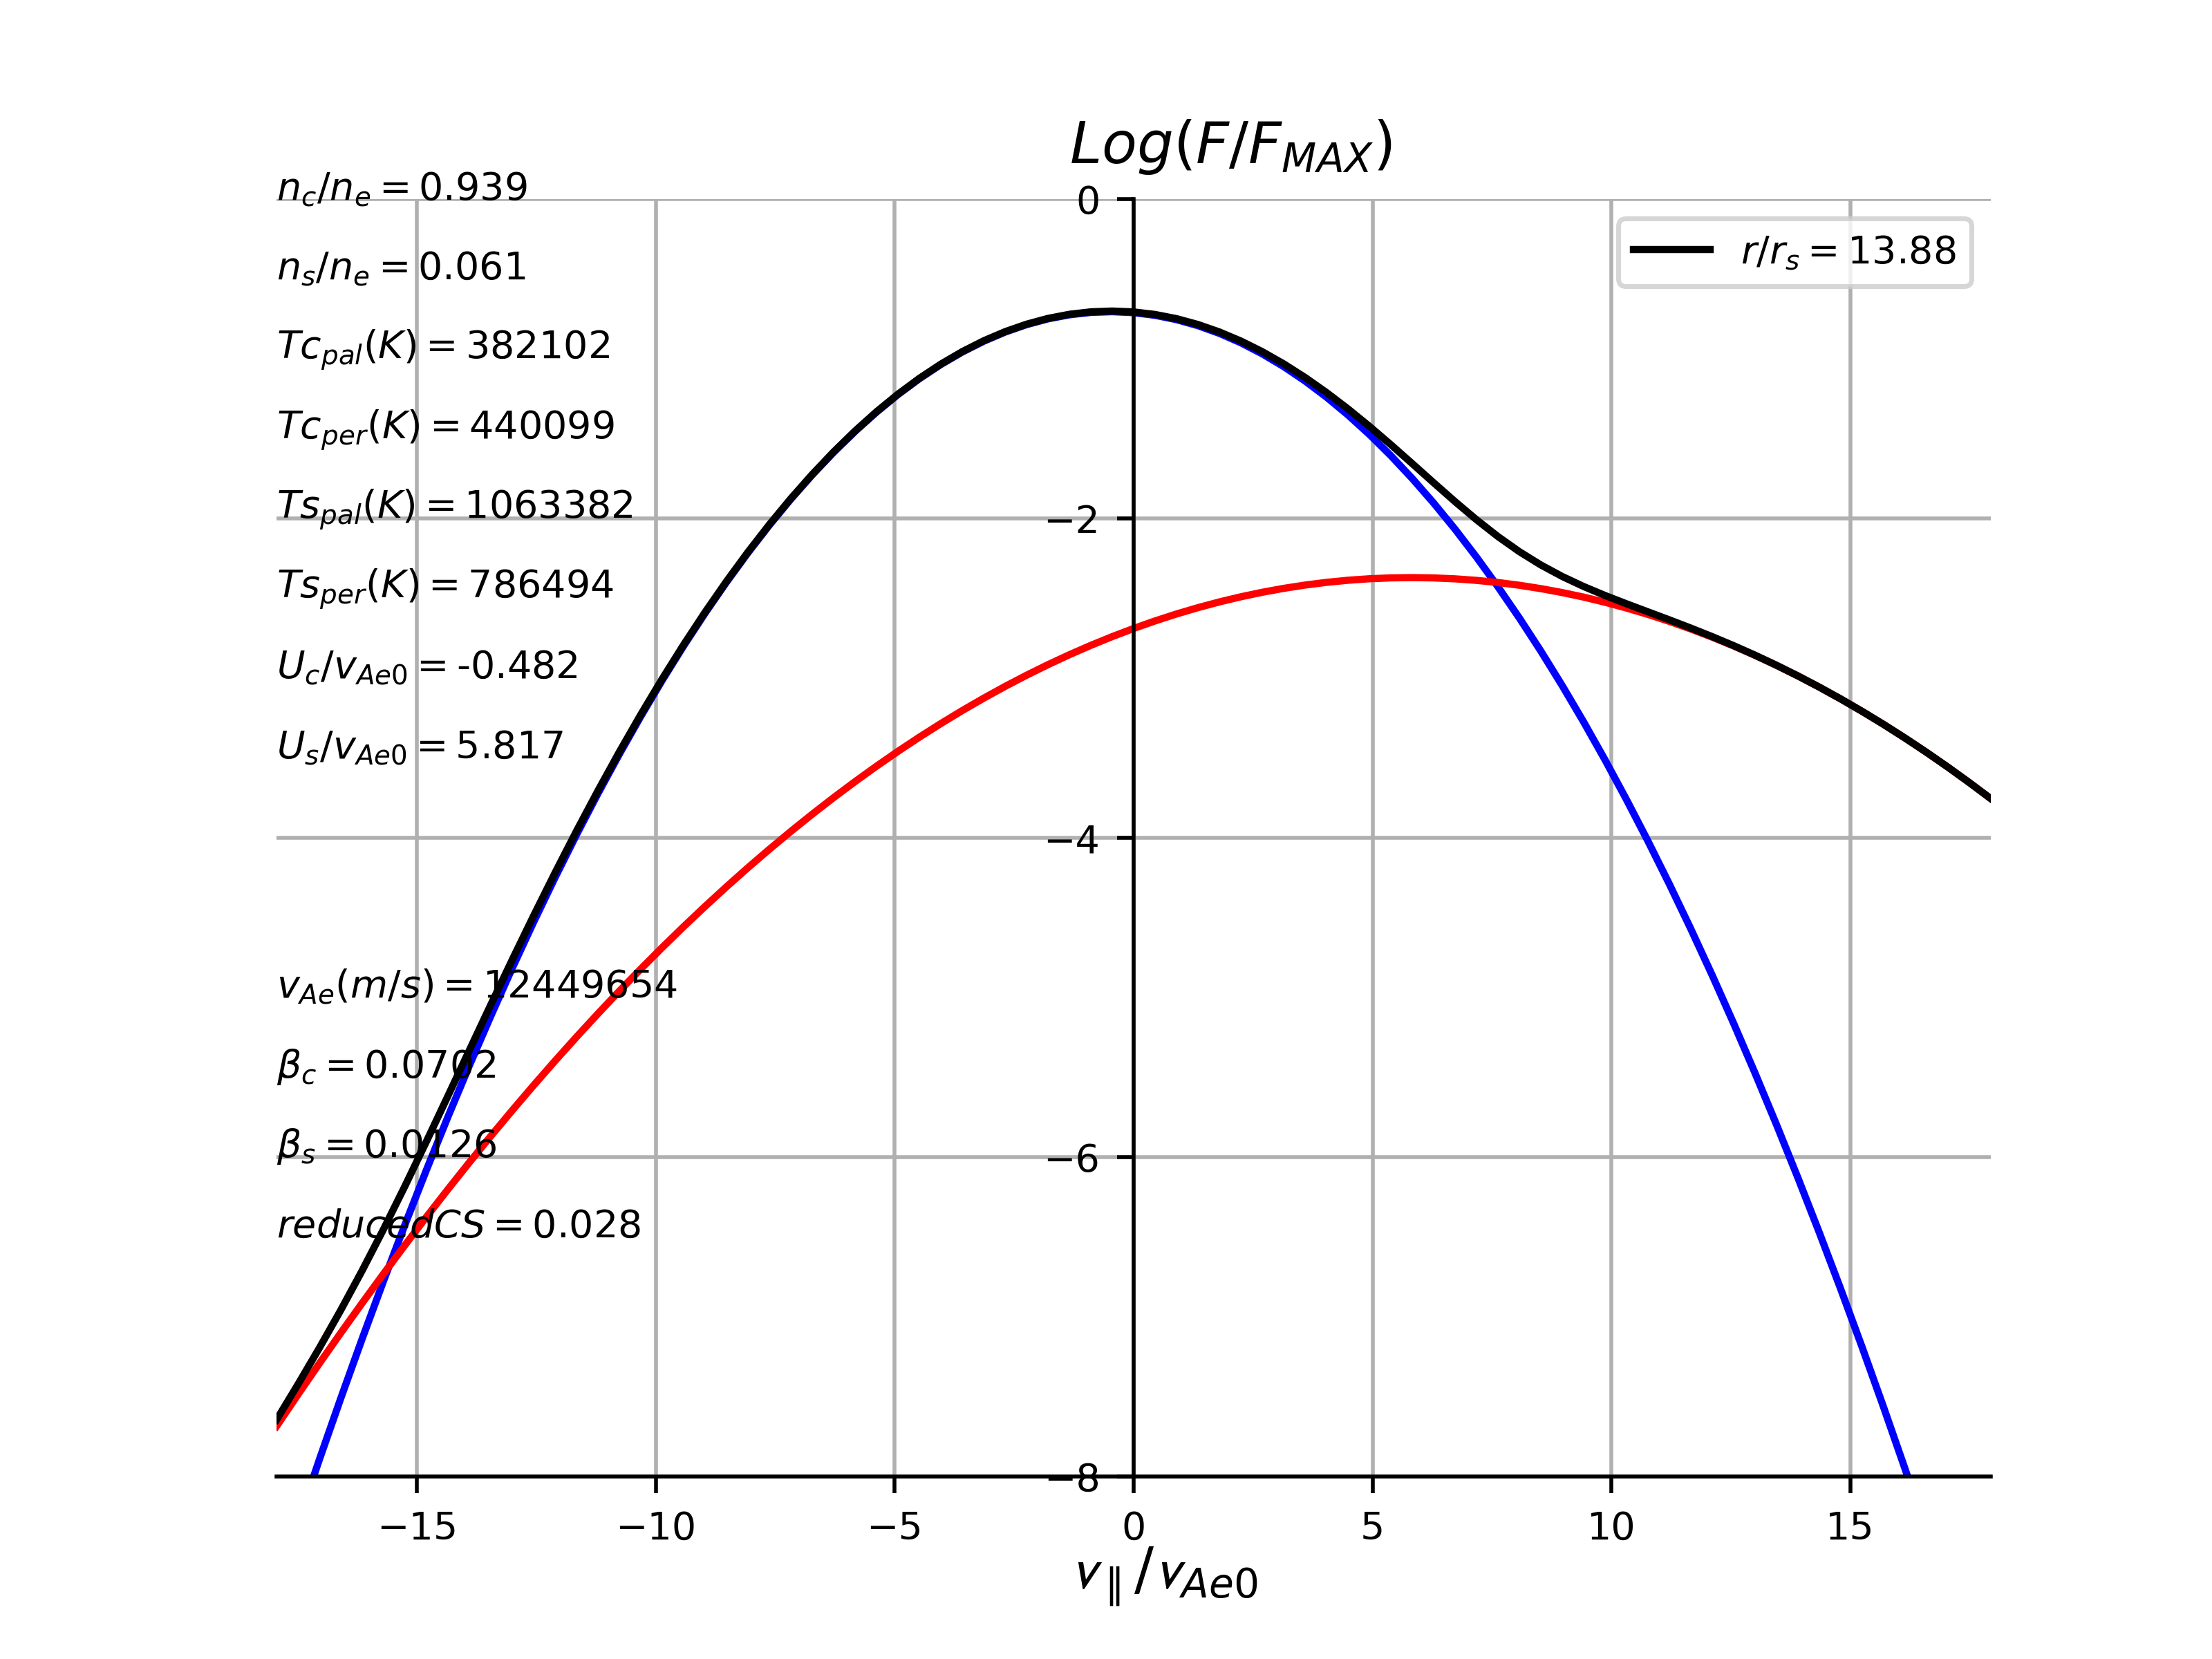 Log(F/F_MAX)
n_c/n_e = 0.939
n_s/n_e = 0.061
Tc_pal(K) = 382102
Tc_per(K) = 440099
Ts_pal(K) = 1063382
Ts_per(K) = 786494
U_c/v_Ae0 = -0.482
U_s/v_Ae0 = 5.817
v_Ae(m/s) = 12449654
β_c = 0.0702
β_s = 0.0126
reducedCS = 0.028
r/r_s = 13.88
0
−2
−4
−6
−8
−15 −10 −5 0 5 10 15
v_∥/v_Ae0